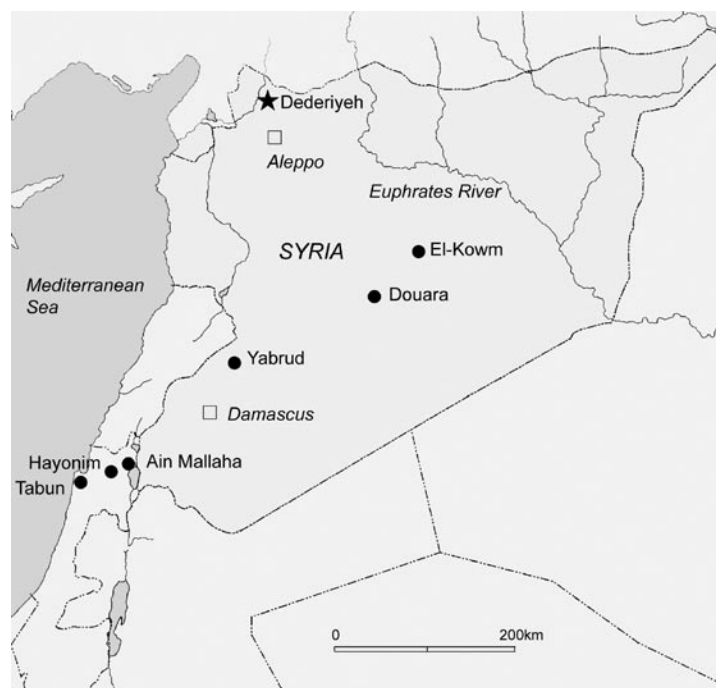 Dederiyeh
Aleppo
Euphrates River
SYRIA
El-Kowm
Mediterranean
Sea
Douara
Yabrud
Damascus
Hayonim
Ain Mallaha
Tabun
0
200km